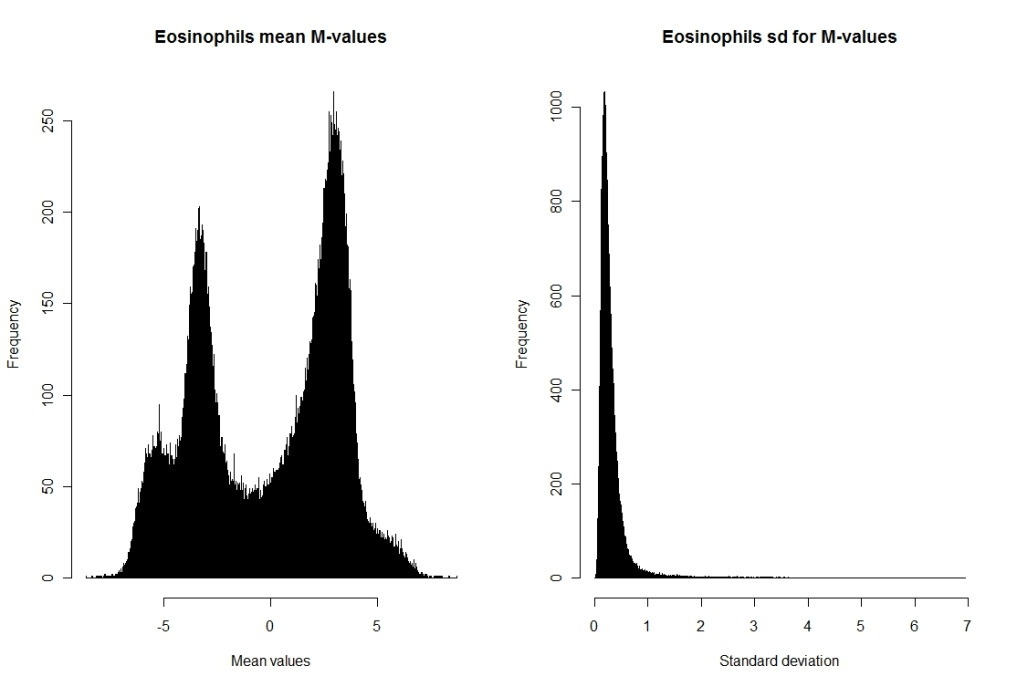 Eosinophils mean M-values
Frequency
0
50
100
150
200
250
-5
0
5
Mean values
Eosinophils sd for M-values
Frequency
0
200
400
600
800
1000
0 1 2 3 4 5 6 7
Standard deviation